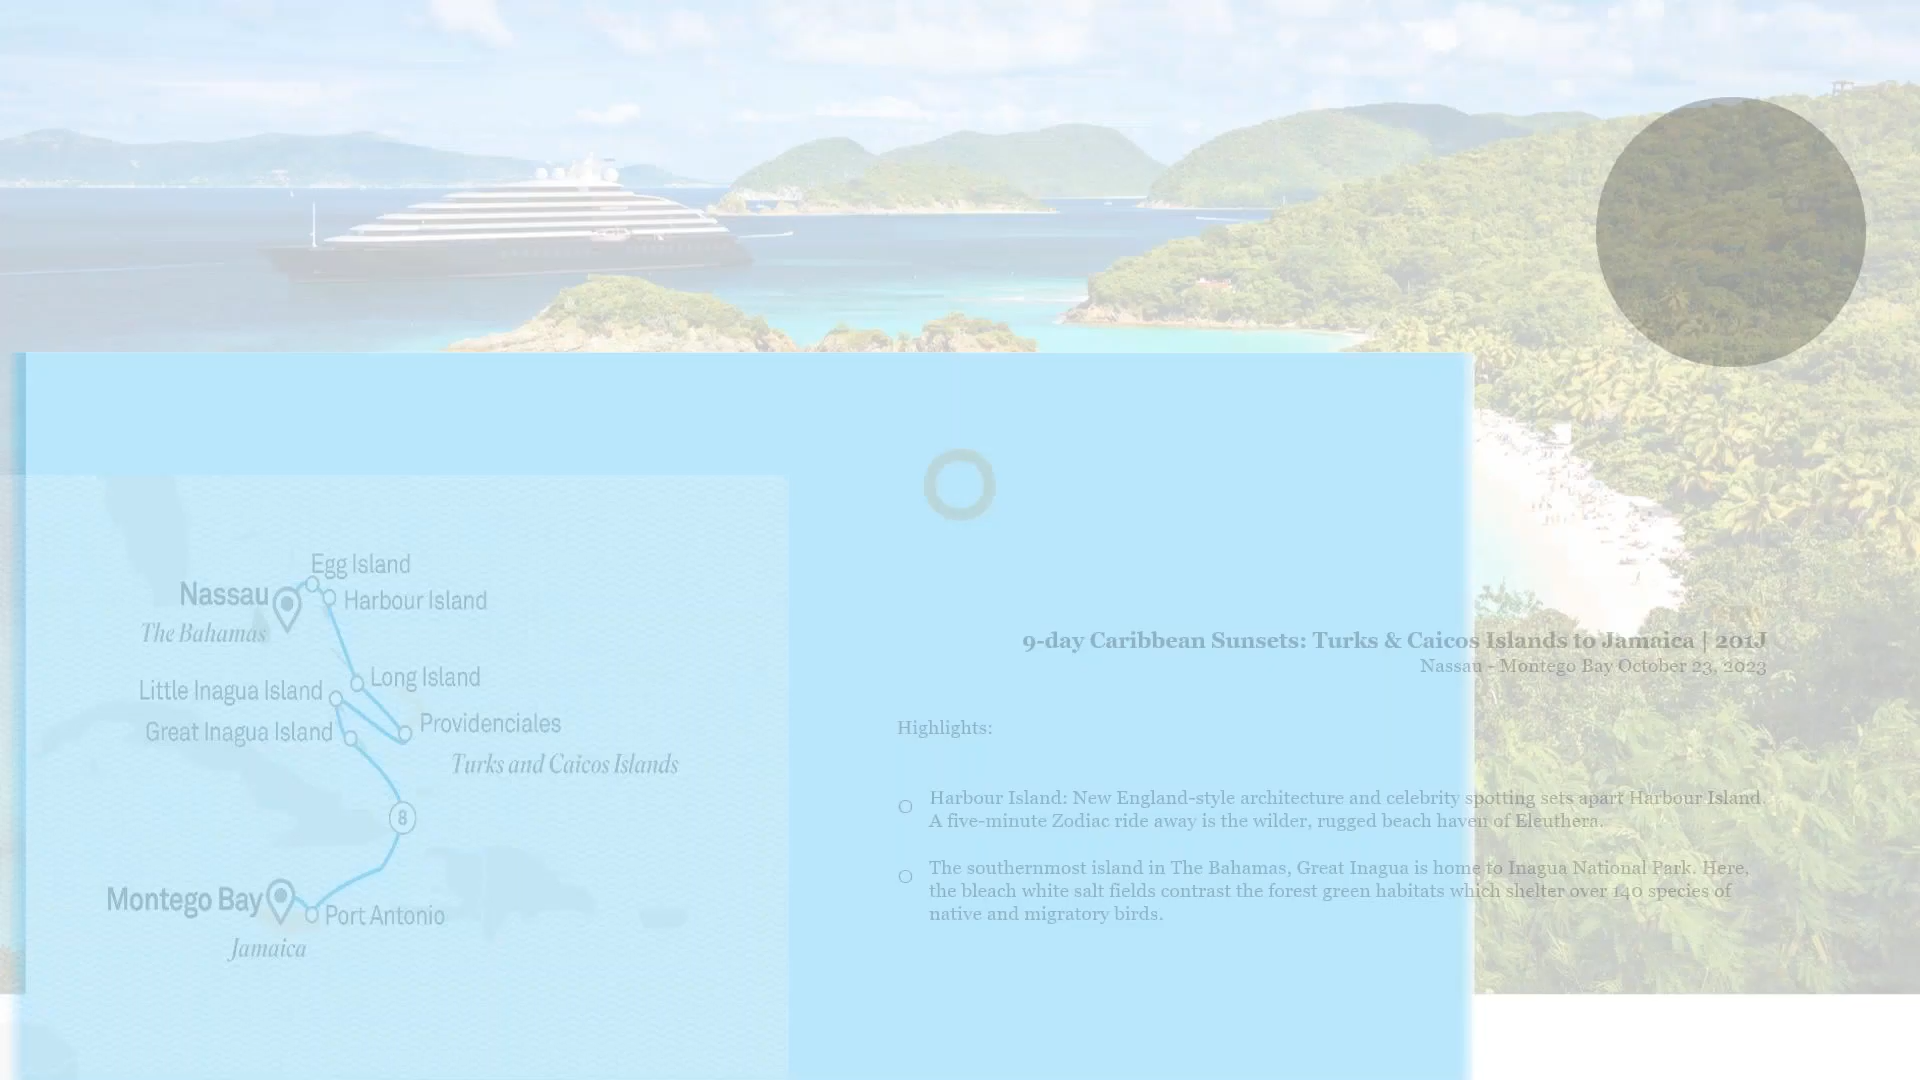 Egg Island
Nassau
Harbour Island
The Bahamas
Long Island
Little Inagua Island
Providenciales
Great Inagua Island
Turks and Caicos Islands
8
Montego Bay
Port Antonio
Jamaica
9-day Caribbean Sunsets: Turks & Caicos Islands to Jamaica | 201J
Nassau - Montego Bay October 23, 2023
Highlights:
Harbour Island: New England-style architecture and celebrity spotting sets apart Harbour Island.
A five-minute Zodiac ride away is the wilder, rugged beach haven of Eleuthera.
The southernmost island in The Bahamas, Great Inagua is home to Inagua National Park. Here,
the bleach white salt fields contrast the forest green habitats which shelter over 140 species of
native and migratory birds.